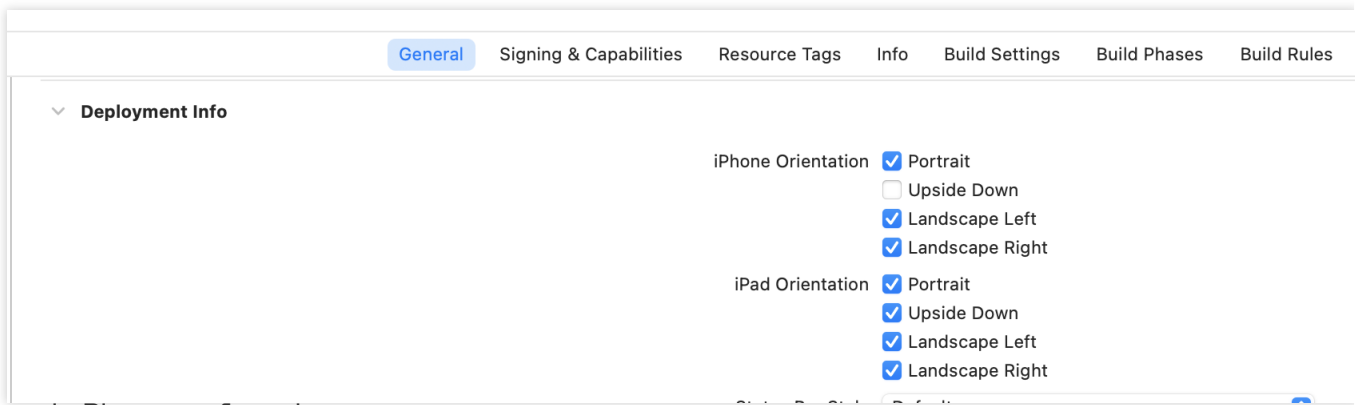 General Signing & Capabilities Resource Tags Info Build Settings Build Phases Build Rules
Deployment Info
iPhone Orientation Portrait
Upside Down
Landscape Left
Landscape Right
iPad Orientation Portrait
Upside Down
Landscape Left
Landscape Right